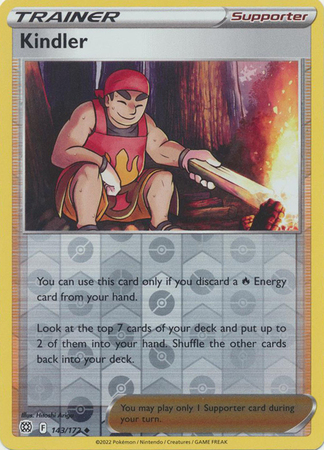 TRAINER Supporter
Kindler
You can use this card only if you discard a Energy
card from your hand.
Look at the top 7 cards of your deck and put up to
2 of them into your hand. Shuffle the other cards
back into your deck.
Illus. Hitoshi Ariga
You may play only 1 Supporter card during
your turn.
F 143/172
©2022 Pokémon / Nintendo / Creatures / GAME FREAK